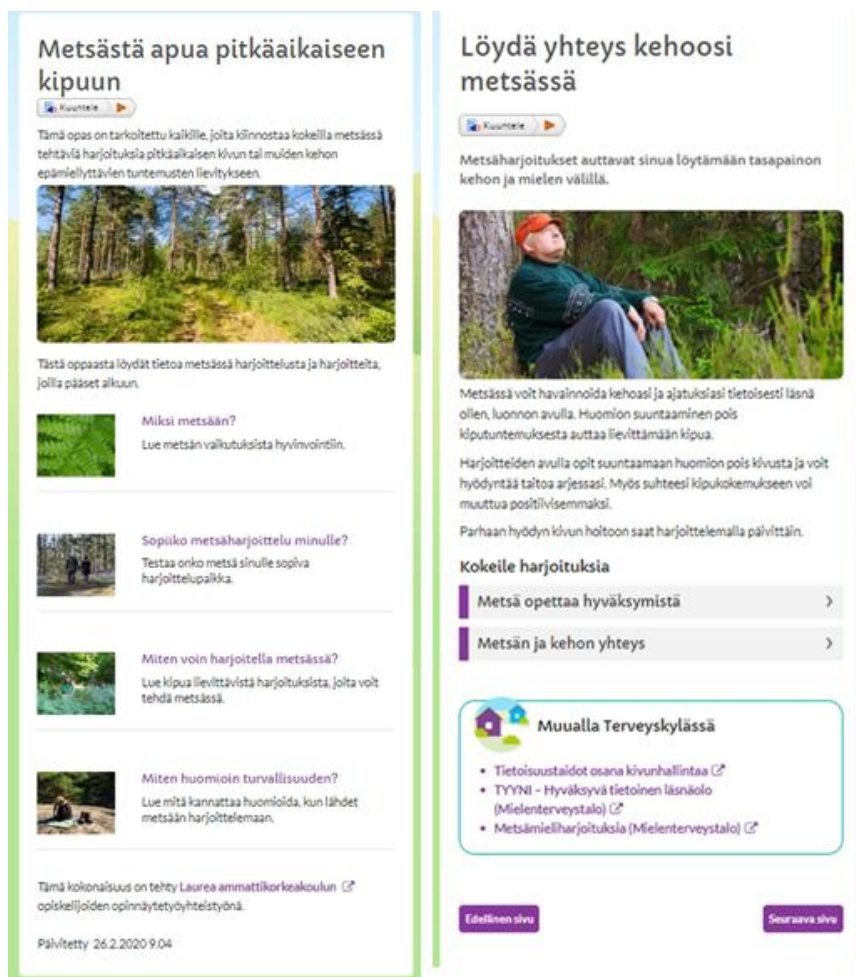 Metsästä apua pitkäaikaiseen
kipuun
Kuuntele
Tämä opas on tarkoitettu kaikille, joita kiinnostaa kokeilla metsässä
tehtäviä harjoituksia pitkäaikaisen kivun tai muiden kehon
epämiellyttävien tuntemusten lievitykseen.
Tästä oppaasta löydät tietoa metsässä harjoittelusta ja harjoitteita,
joilla pääset alkuun.
Miksi metsään?
Lue metsän vaikutuksista hyvinvointiin.
Sopiiko metsäharjoittelu minulle?
Testaa onko metsä sinulle sopiva
harjoittelupaikka.
Miten voin harjoitella metsässä?
Lue kipua lievittävistä harjoituksista, joita voit
tehdä metsässä.
Miten huomioin turvallisuuden?
Lue mitä kannattaa huomioida, kun lähdet
metsään harjoittelemaan.
Tämä kokonaisuus on tehty Laurea ammattikorkeakoulun
opiskelijoiden opinnäytetyöyhteistyönä.
Päivitetty 26.2.2020 9.04
Löydä yhteys kehoosi
metsässä
Kuuntele
Metsäharjoitukset auttavat sinua löytämään tasapainon
kehon ja mielen välillä.
Metsässä voit havainnoida kehoasi ja ajatuksiasi tietoisesti läsnä
ollen, luonnon avulla. Huomion suuntaaminen pois
kiputuntemuksesta auttaa lievittämään kipua.
Harjoitteiden avulla opit suuntaamaan huomion pois kivusta ja voit
hyödyntää taitoa arjessasi. Myös suhteesi kipukokemukseen voi
muuttua positiivisemmaksi.
Parhaan hyödyn kivun hoitoon saat harjoittelemalla päivittäin.
Kokeile harjoituksia
Metsä opettaa hyväksymistä
Metsän ja kehon yhteys
Muualla Terveyskylässä
• Tietoisuustaidot osana kivunhallintaa
• TYYNI – Hyväksyvä tietoinen läsnäolo
(Mielenterveystalo)
• Metsämieliharjoituksia (Mielenterveystalo)
Edellinen sivu
Seuraava sivu